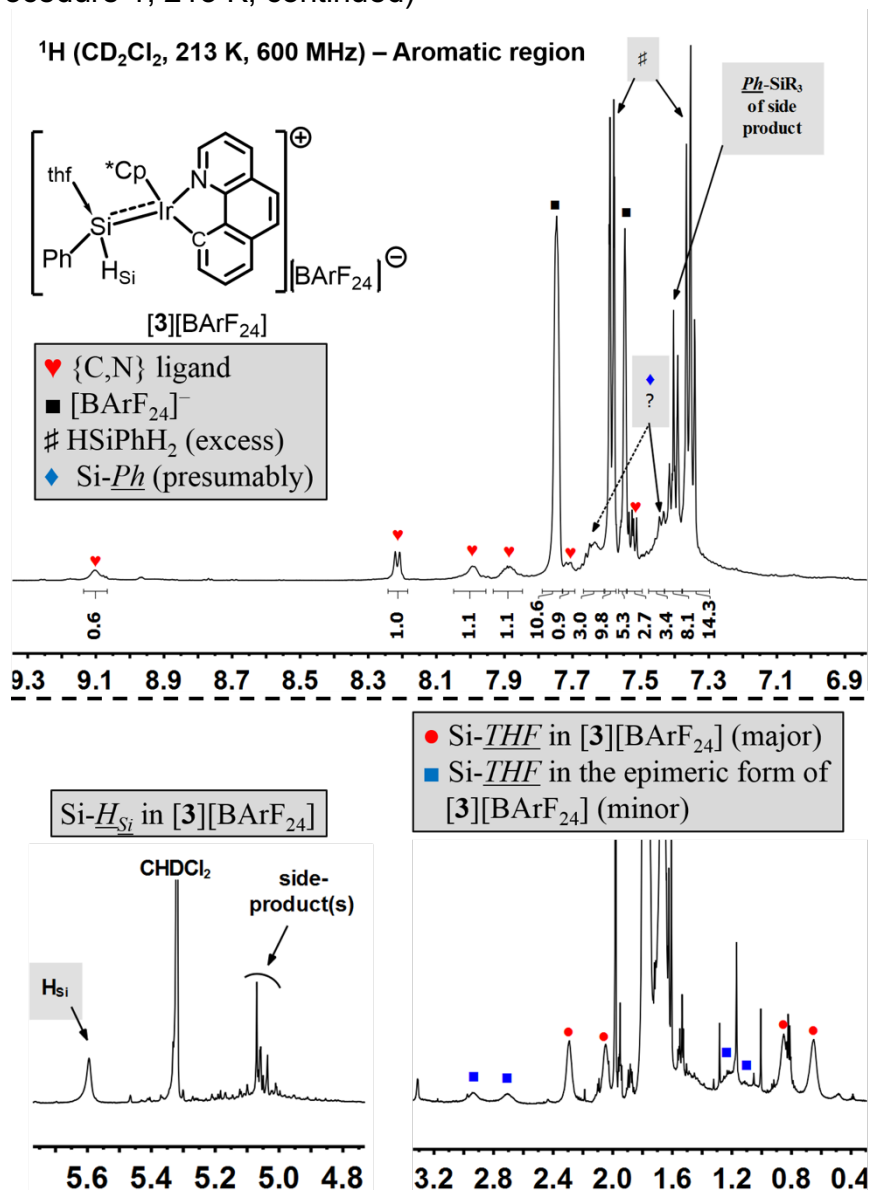 ¹H (CD₂Cl₂, 213 K, 600 MHz) – Aromatic region
♯
Ph-SiR₃
of side
product
thf
*Cp
N
Si
Ir
Ph
H_Si
C
⊕
[BArF₂₄]
⊖
[3][BArF₂₄]
♥ {C,N} ligand
■ [BArF₂₄]⁻
♯ HSiPhH₂ (excess)
♦ Si-Ph (presumably)
♦
?
0.6
1.0
1.1
1.1
10.6
0.9
3.0
9.8
5.3
2.7
3.4
8.1
14.3
9.3 9.1 8.9 8.7 8.5 8.3 8.1 7.9 7.7 7.5 7.3 7.1 6.9
● Si-THF in [3][BArF₂₄] (major)
■ Si-THF in the epimeric form of
[3][BArF₂₄] (minor)
Si-H_Si in [3][BArF₂₄]
CHDCl₂
side-
product(s)
H_Si
5.6 5.4 5.2 5.0 4.8
3.2 2.8 2.4 2.0 1.6 1.2 0.8 0.4